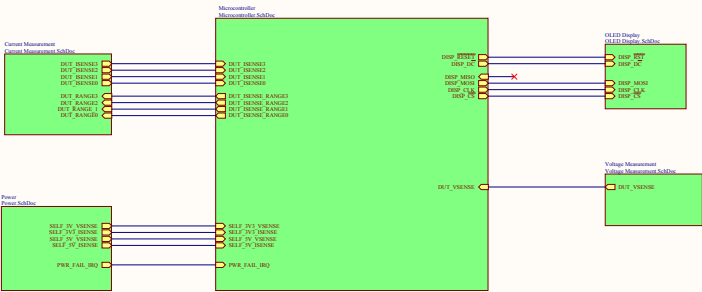 Microcontroller
Microcontroller.SchDoc
Current Measurement
Current Measurement.SchDoc
DUT_ISENSE3
DUT_ISENSE2
DUT_ISENSE1
DUT_ISENSE0
DUT_RANGE3
DUT_RANGE2
DUT_RANGE_1
DUT_RANGE0
DUT_ISENSE3
DUT_ISENSE2
DUT_ISENSE1
DUT_ISENSE0
DUT_ISENSE_RANGE3
DUT_ISENSE_RANGE2
DUT_ISENSE_RANGE1
DUT_ISENSE_RANGE0
DISP_RESET
DISP_DC
DISP_MISO
DISP_MOSI
DISP_CLK
DISP_CS
OLED Display
OLED Display.SchDoc
DISP_RST
DISP_DC
DISP_MOSI
DISP_CLK
DISP_CS
DUT_VSENSE
Voltage Measurement
Voltage Measurement.SchDoc
DUT_VSENSE
Power
Power.SchDoc
SELF_3V_VSENSE
SELF_3V3_ISENSE
SELF_5V_VSENSE
SELF_5V_ISENSE
PWR_FAIL_IRQ
SELF_3V3_VSENSE
SELF_3V3_ISENSE
SELF_5V_VSENSE
SELF_5V_ISENSE
PWR_FAIL_IRQ